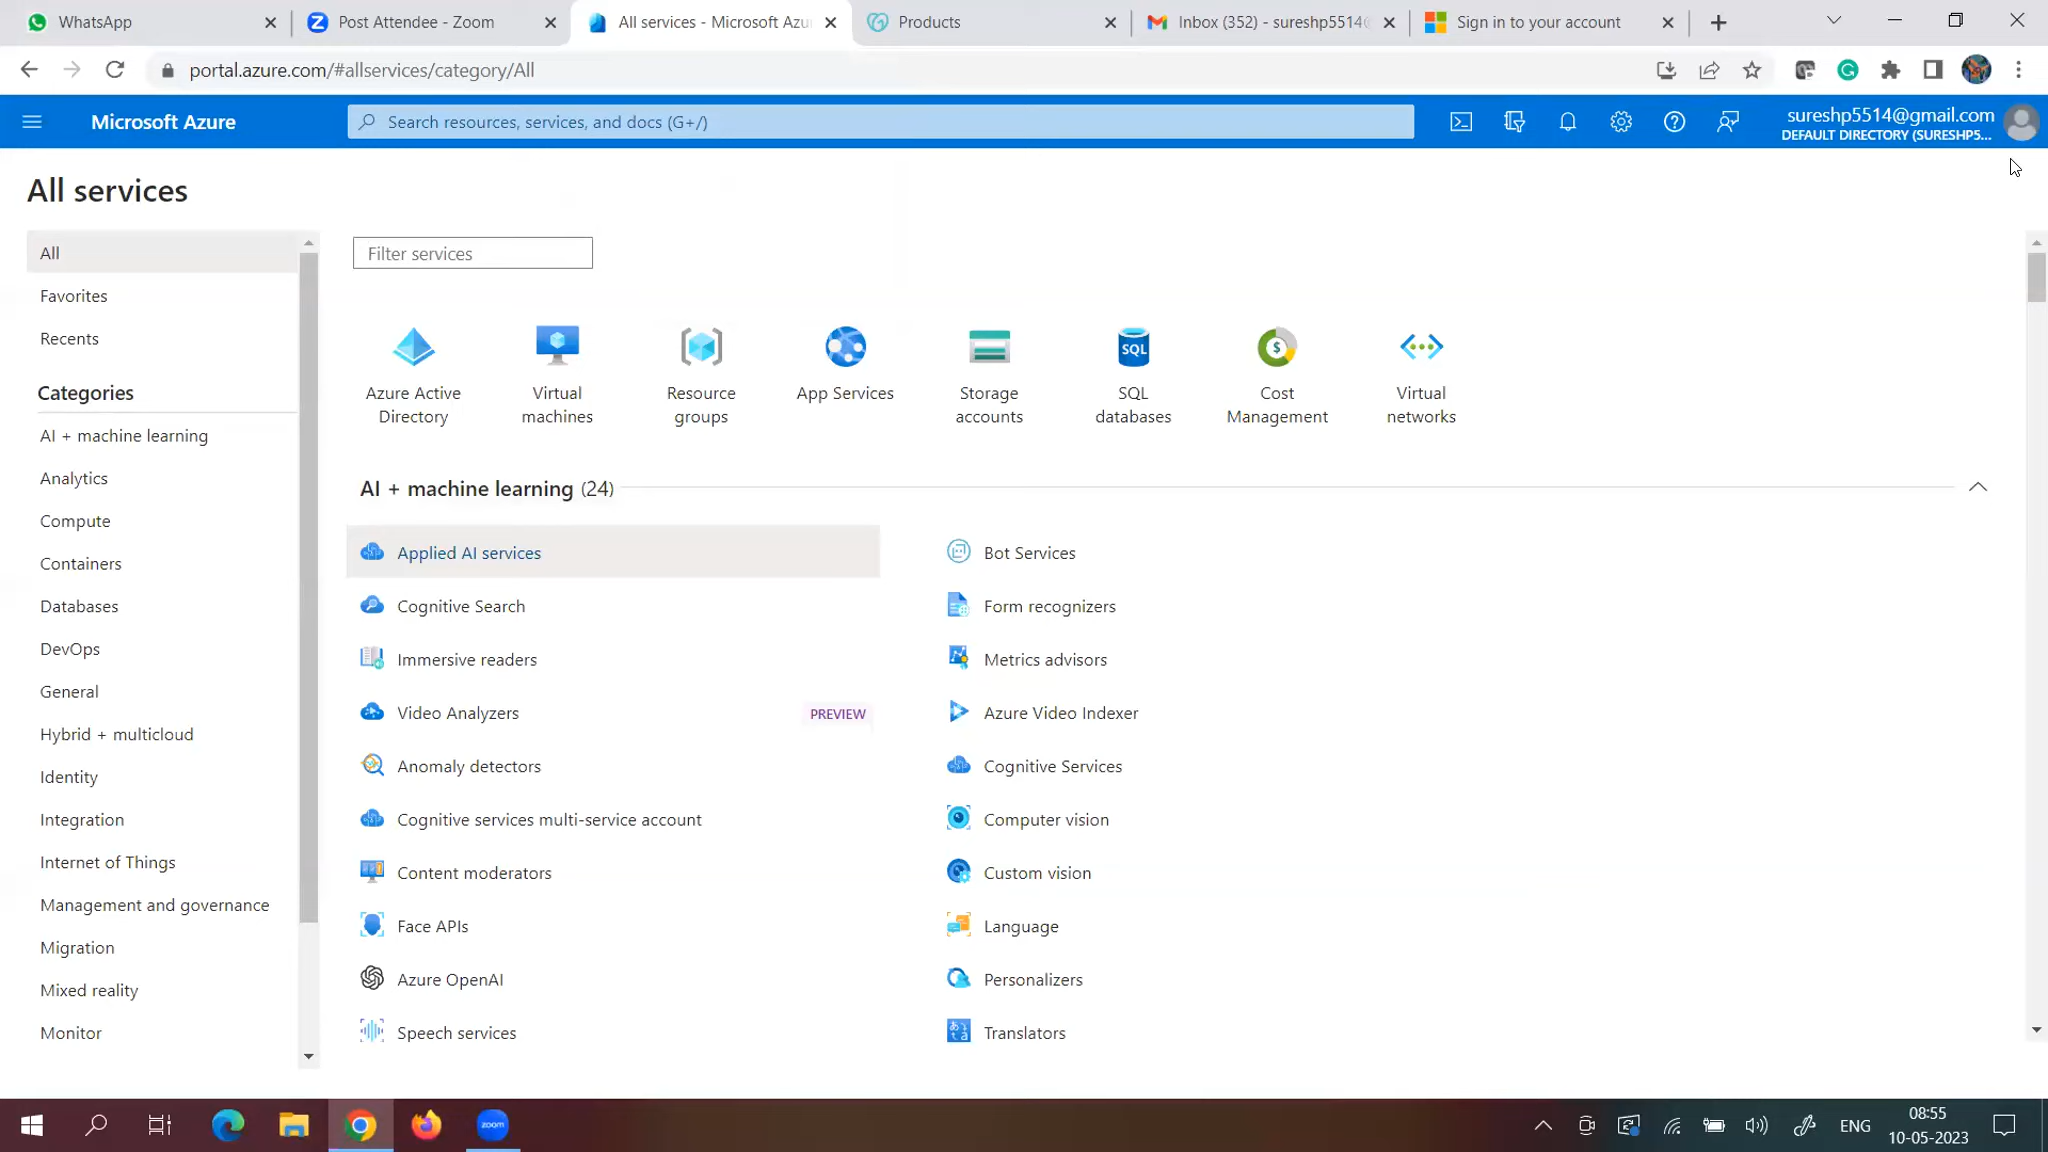 WhatsApp
Post Attendee - Zoom
All services - Microsoft Azu
Products
Inbox (352) - sureshp5514@
Sign in to your account
portal.azure.com/#allservices/category/All
Microsoft Azure
Search resources, services, and docs (G+/)
sureshp5514@gmail.com
DEFAULT DIRECTORY (SURESHP5...
All services
All
Favorites
Recents
Categories
AI + machine learning
Analytics
Compute
Containers
Databases
DevOps
General
Hybrid + multicloud
Identity
Integration
Internet of Things
Management and governance
Migration
Mixed reality
Monitor
Filter services
Azure Active
Directory
Virtual
machines
Resource
groups
App Services
Storage
accounts
SQL
SQL
databases
Cost
Management
Virtual
networks
AI + machine learning (24)
Applied AI services
Bot Services
Cognitive Search
Form recognizers
Immersive readers
Metrics advisors
Video Analyzers
PREVIEW
Azure Video Indexer
Anomaly detectors
Cognitive Services
Cognitive services multi-service account
Computer vision
Content moderators
Custom vision
Face APIs
Language
Azure OpenAI
Personalizers
Speech services
Translators
zoom
ENG
08:55
10-05-2023